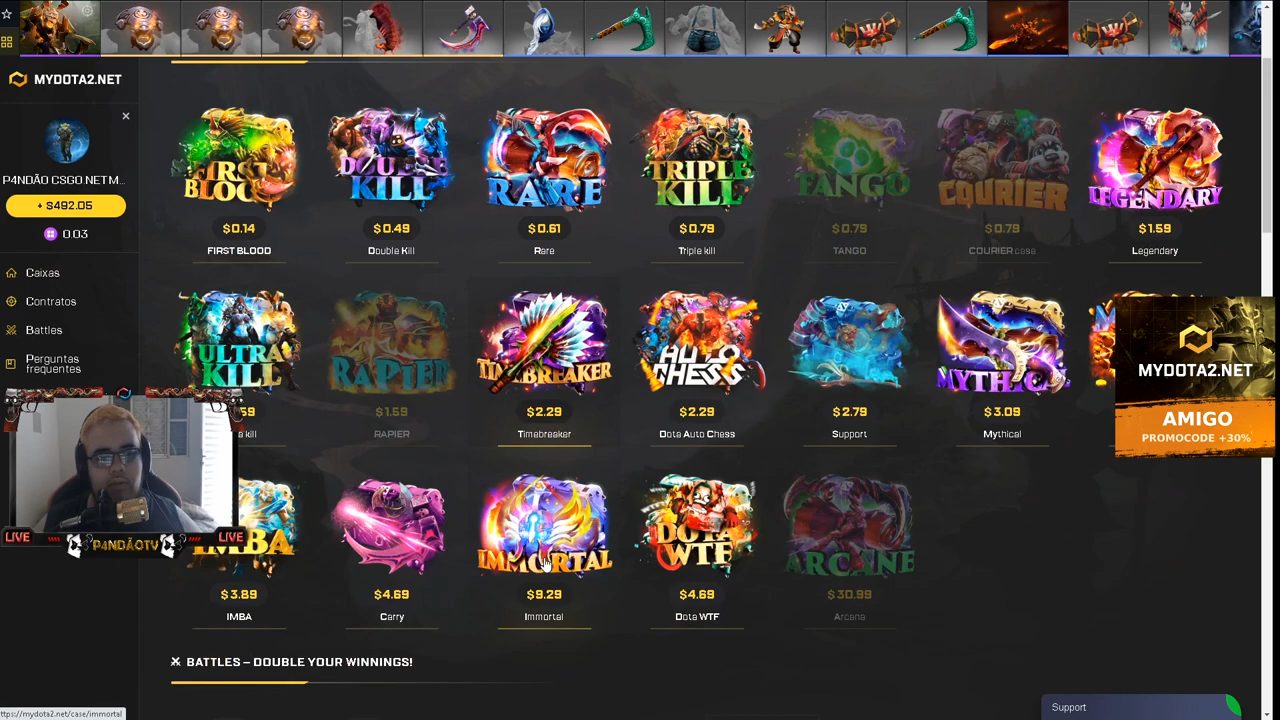 MYDOTA2.NET
P4NDÃO CSGO NET M...
+ $492.05
0.03
Caixas
Contratos
Battles
Perguntas
frequentes
FIRST BLOOD
DOUBLE KILL
RARE
TRIPLE KILL
TANGO
COURIER
LEGENDARY
$0.14
$0.49
$0.61
$0.79
$0.79
$0.79
$1.59
FIRST BLOOD
Double Kill
Rare
Triple kill
TANGO
COURIER case
Legendary
ULTRA KILL
RAPIER
TIMEBREAKER
AUTO CHESS
MYTHICAL
$1.59
$2.29
$2.29
$2.79
$3.09
RAPIER
Timebreaker
Dota Auto Chess
Support
Mythical
MYDOTA2.NET
AMIGO
PROMOCODE +30%
IMBA
IMMORTAL
DOTA WTF
ARCANE
$3.89
$4.69
$9.29
$4.69
$30.99
IMBA
Carry
Immortal
Dota WTF
Arcana
LIVE
P4NDÃOTV
LIVE
BATTLES – DOUBLE YOUR WINNINGS!
ttps://mydota2.net/case/immortal
Support